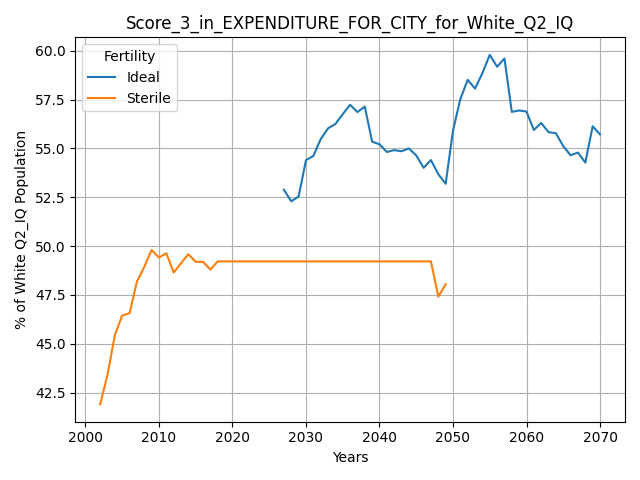 Score_3_in_EXPENDITURE_FOR_CITY_for_White_Q2_IQ
Fertility
Ideal
Sterile
% of White Q2_IQ Population
60.0
57.5
55.0
52.5
50.0
47.5
45.0
42.5
2000 2010 2020 2030 2040 2050 2060 2070
Years